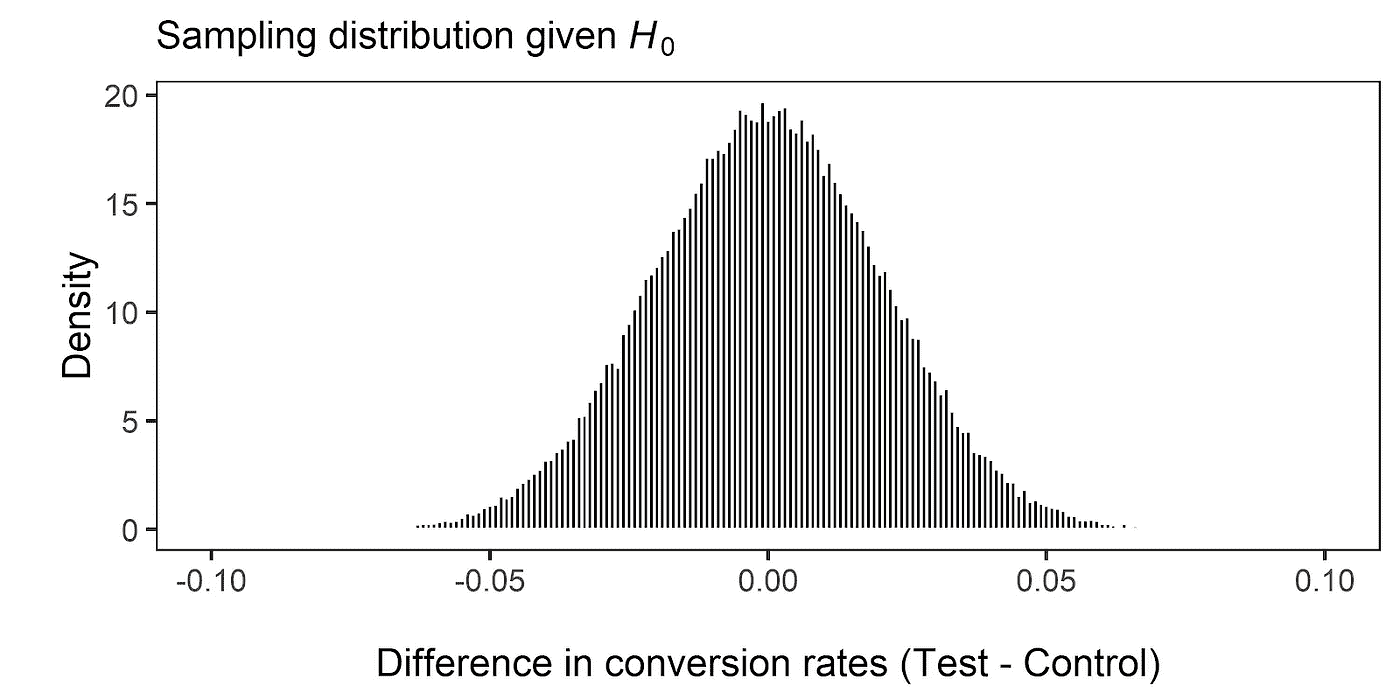 Sampling distribution given H₀
20
15
10
5
0
Density
-0.10 -0.05 0.00 0.05 0.10
Difference in conversion rates (Test - Control)